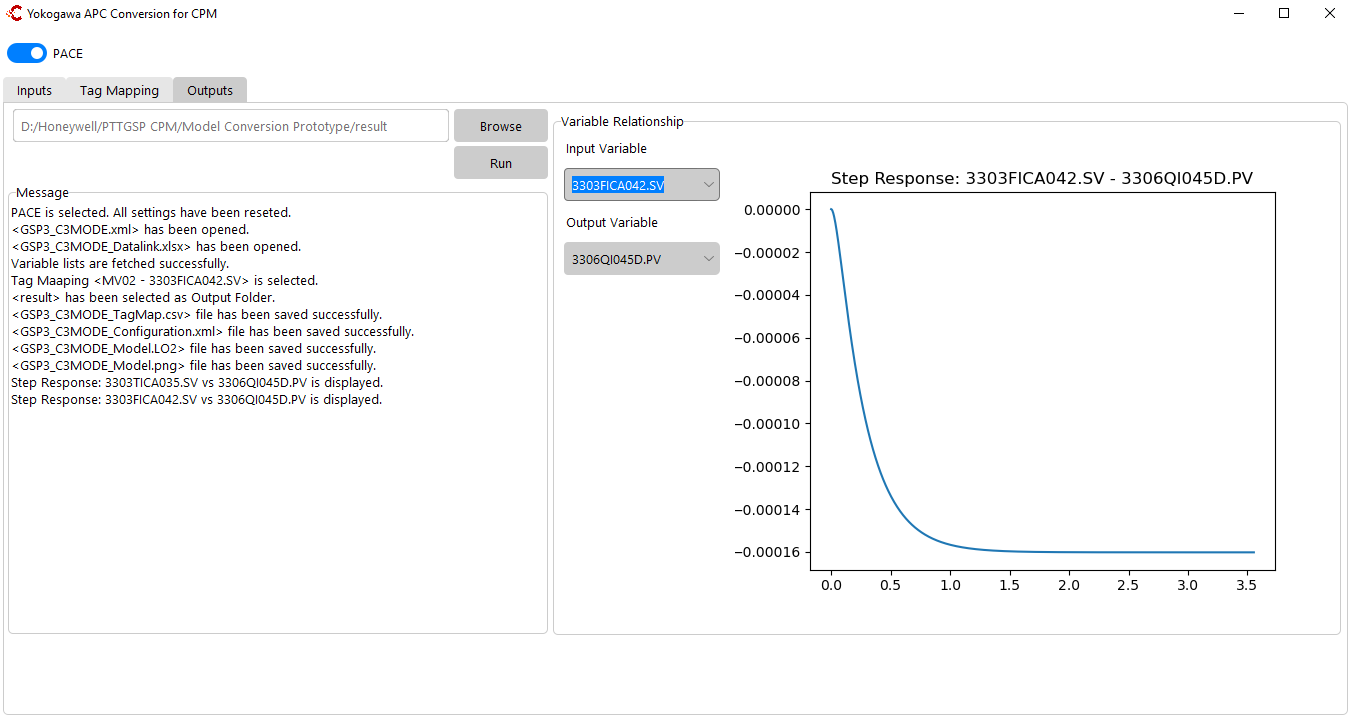 Yokogawa APC Conversion for CPM
PACE
Inputs
Tag Mapping
Outputs
D:/Honeywell/PTTGSP CPM/Model Conversion Prototype/result
Browse
Run
Message
PACE is selected. All settings have been reseted.
<GSP3_C3MODE.xml> has been opened.
<GSP3_C3MODE_Datalink.xlsx> has been opened.
Variable lists are fetched successfully.
Tag Maaping <MV02 - 3303FICA042.SV> is selected.
<result> has been selected as Output Folder.
<GSP3_C3MODE_TagMap.csv> file has been saved successfully.
<GSP3_C3MODE_Configuration.xml> file has been saved successfully.
<GSP3_C3MODE_Model.LO2> file has been saved successfully.
<GSP3_C3MODE_Model.png> file has been saved successfully.
Step Response: 3303TICA035.SV vs 3306QI045D.PV is displayed.
Step Response: 3303FICA042.SV vs 3306QI045D.PV is displayed.
Variable Relationship
Input Variable
3303FICA042.SV
Output Variable
3306QI045D.PV
Step Response: 3303FICA042.SV - 3306QI045D.PV
0.00000
−0.00002
−0.00004
−0.00006
−0.00008
−0.00010
−0.00012
−0.00014
−0.00016
0.0 0.5 1.0 1.5 2.0 2.5 3.0 3.5